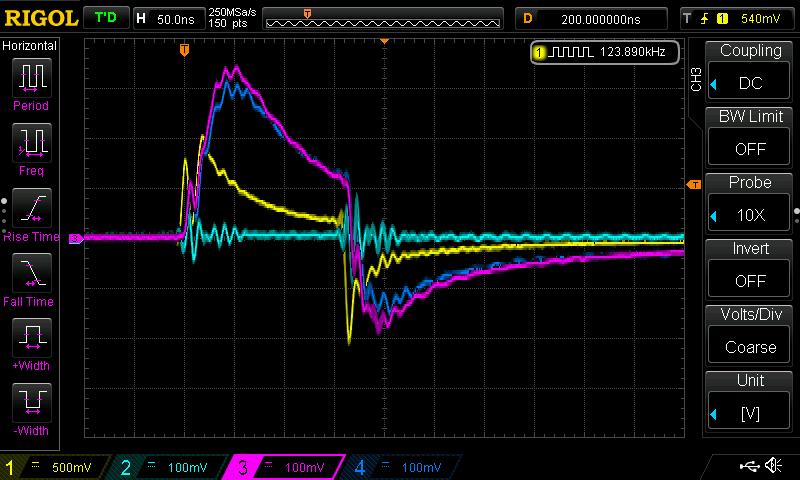 RIGOL T'D H 50.0ns 250MSa/s D 200.000000ns T 1 540mV
150 pts
T
T
Horizontal
Period
Freq
Rise Time
Fall Time
+Width
-Width
1 123.890kHz
T
3
CH3
Coupling
DC
BW Limit
OFF
Probe
10X
Invert
OFF
Volts/Div
Coarse
Unit
[V]
1 500mV 2 100mV 3 100mV 4 100mV